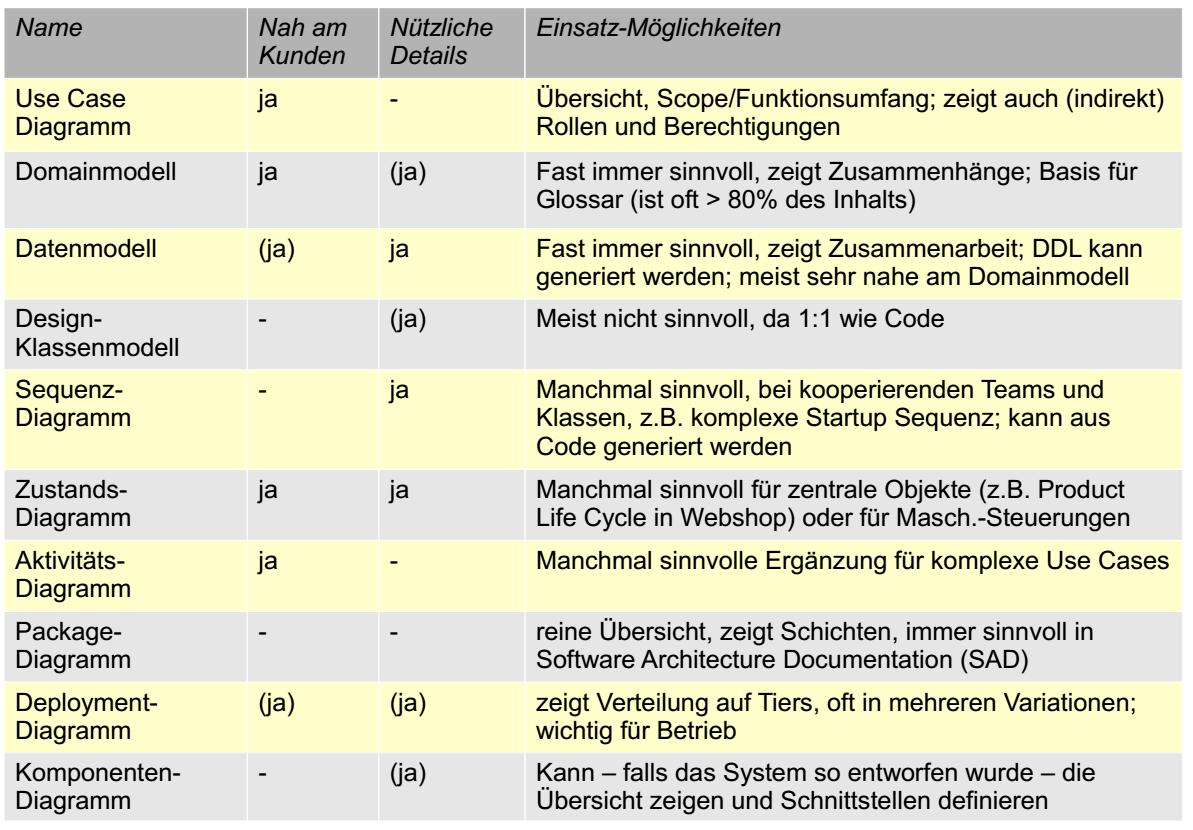 Name Nah am Nützliche Einsatz-Möglichkeiten
Kunden Details
Use Case ja - Übersicht, Scope/Funktionsumfang; zeigt auch (indirekt)
Diagramm Rollen und Berechtigungen
Domainmodell ja (ja) Fast immer sinnvoll, zeigt Zusammenhänge; Basis für
Glossar (ist oft > 80% des Inhalts)
Datenmodell (ja) ja Fast immer sinnvoll, zeigt Zusammenarbeit; DDL kann
generiert werden; meist sehr nahe am Domainmodell
Design- - (ja) Meist nicht sinnvoll, da 1:1 wie Code
Klassenmodell
Sequenz- - ja Manchmal sinnvoll, bei kooperierenden Teams und
Diagramm Klassen, z.B. komplexe Startup Sequenz; kann aus
Code generiert werden
Zustands- ja ja Manchmal sinnvoll für zentrale Objekte (z.B. Product
Diagramm Life Cycle in Webshop) oder für Masch.-Steuerungen
Aktivitäts- ja - Manchmal sinnvolle Ergänzung für komplexe Use Cases
Diagramm
Package- - - reine Übersicht, zeigt Schichten, immer sinnvoll in
Diagramm Software Architecture Documentation (SAD)
Deployment- (ja) (ja) zeigt Verteilung auf Tiers, oft in mehreren Variationen;
Diagramm wichtig für Betrieb
Komponenten- - (ja) Kann – falls das System so entworfen wurde – die
Diagramm Übersicht zeigen und Schnittstellen definieren